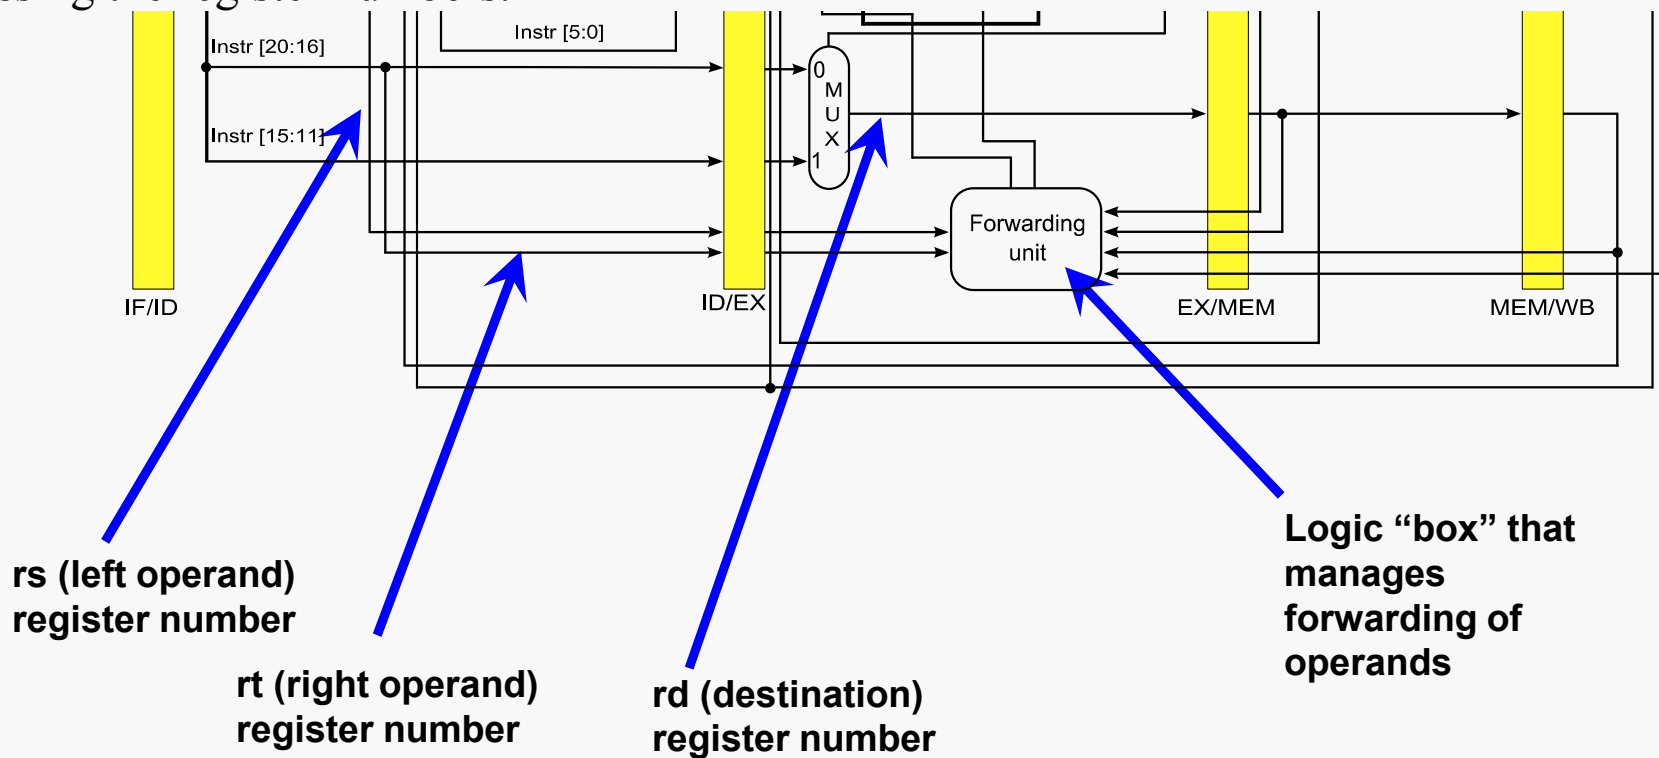 Instr [5:0]
Instr [20:16]
0
M
U
X
1
Instr [15:11]
Forwarding
unit
IF/ID
ID/EX
EX/MEM
MEM/WB
rs (left operand)
register number
rt (right operand)
register number
rd (destination)
register number
Logic “box” that
manages
forwarding of
operands